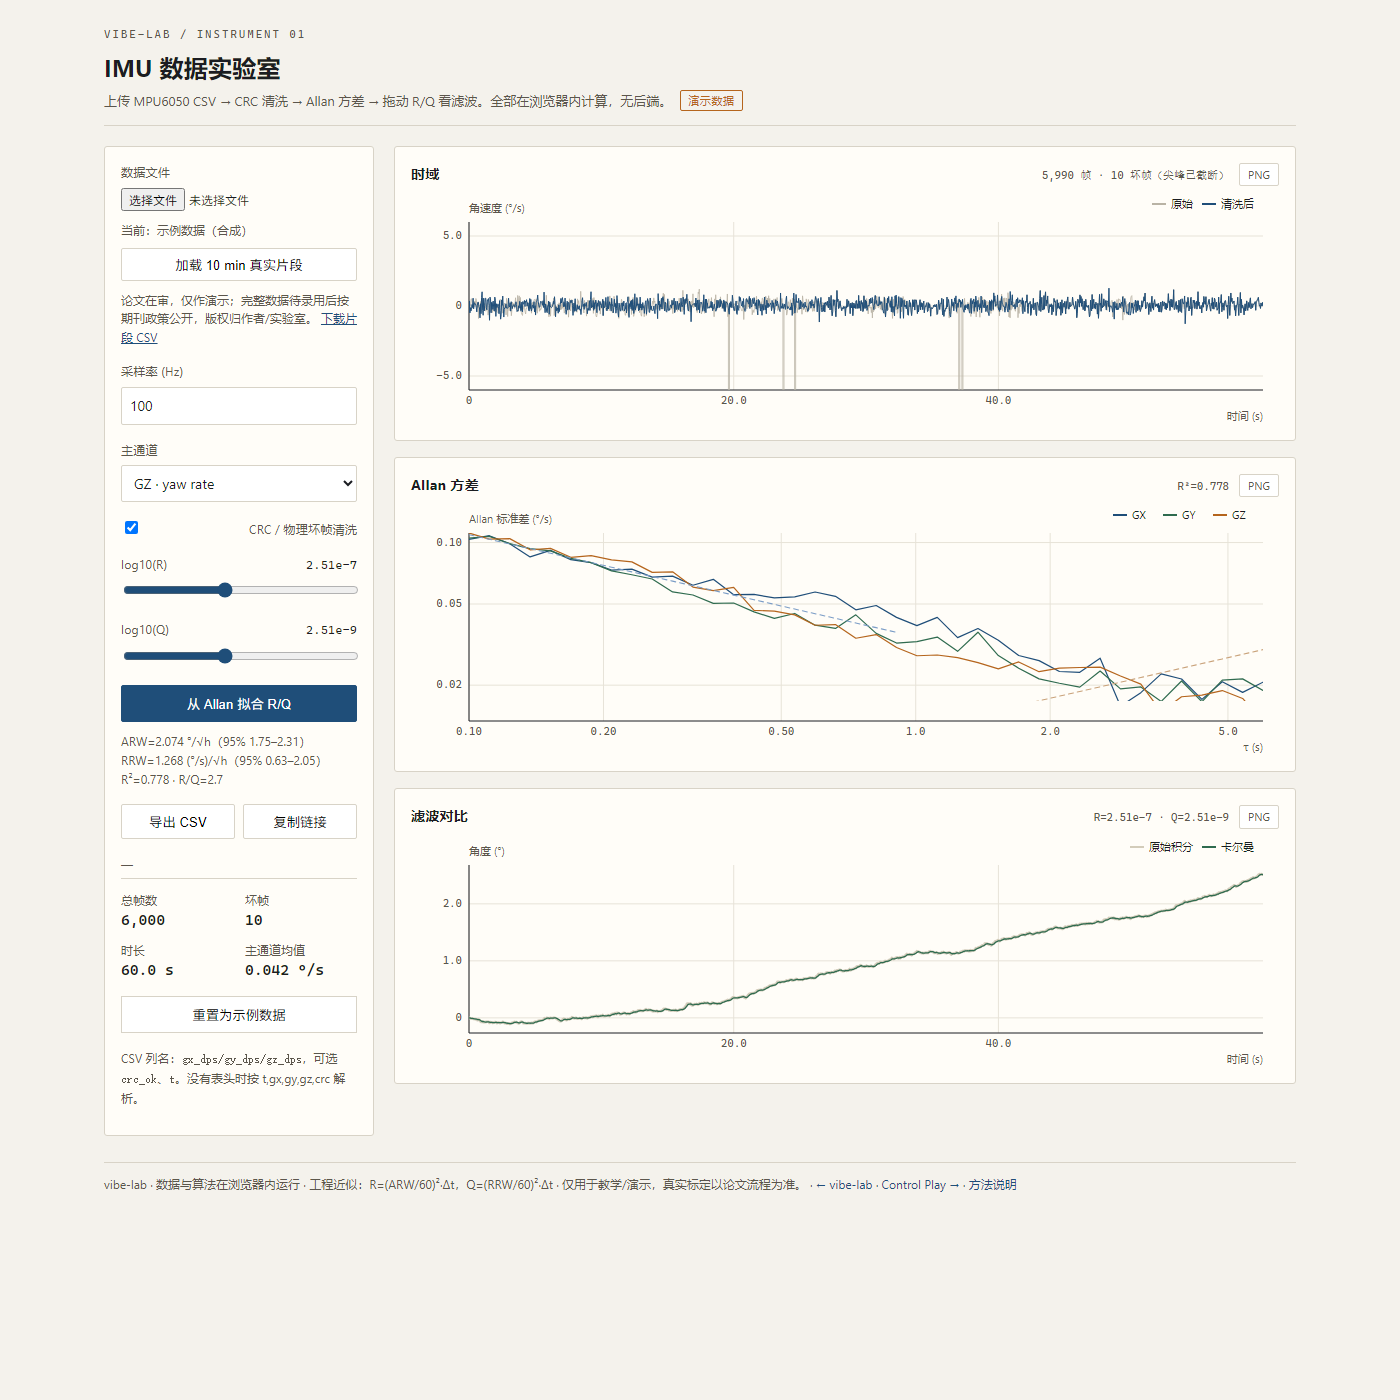 VIBE-LAB / INSTRUMENT 01
IMU 数据实验室
上传 MPU6050 CSV → CRC 清洗 → Allan 方差 → 拖动 R/Q 看滤波。全部在浏览器内计算，无后端。 演示数据
数据文件
选择文件 未选择文件
当前：示例数据（合成）
加载 10 min 真实片段
论文在审，仅作演示；完整数据待录用后按
期刊政策公开，版权归作者/实验室。 下载片
段 CSV
采样率 (Hz)
100
主通道
GZ · yaw rate
CRC / 物理坏帧清洗
log10(R) 2.51e-7
log10(Q) 2.51e-9
从 Allan 拟合 R/Q
ARW=2.074 °/√h（95% 1.75–2.31）
RRW=1.268 (°/s)/√h（95% 0.63–2.05）
R²=0.778 · R/Q=2.7
导出 CSV 复制链接
—
总帧数 坏帧
6,000 10
时长 主通道均值
60.0 s 0.042 °/s
重置为示例数据
CSV 列名：gx_dps/gy_dps/gz_dps，可选
crc_ok、t。没有表头时按 t,gx,gy,gz,crc 解
析。
时域 5,990 帧 · 10 坏帧（尖峰已截断） PNG
角速度 (°/s) 原始 清洗后
5.0
0
−5.0
0 20.0 40.0
时间 (s)
Allan 方差 R²=0.778 PNG
Allan 标准差 (°/s) GX GY GZ
0.10
0.05
0.02
0.10 0.20 0.50 1.0 2.0 5.0
τ (s)
滤波对比 R=2.51e-7 · Q=2.51e-9 PNG
角度 (°) 原始积分 卡尔曼
2.0
1.0
0
0 20.0 40.0
时间 (s)
vibe-lab · 数据与算法在浏览器内运行 · 工程近似：R=(ARW/60)²·Δt，Q=(RRW/60)²·Δt · 仅用于教学/演示，真实标定以论文流程为准。 · ← vibe-lab · Control Play → · 方法说明